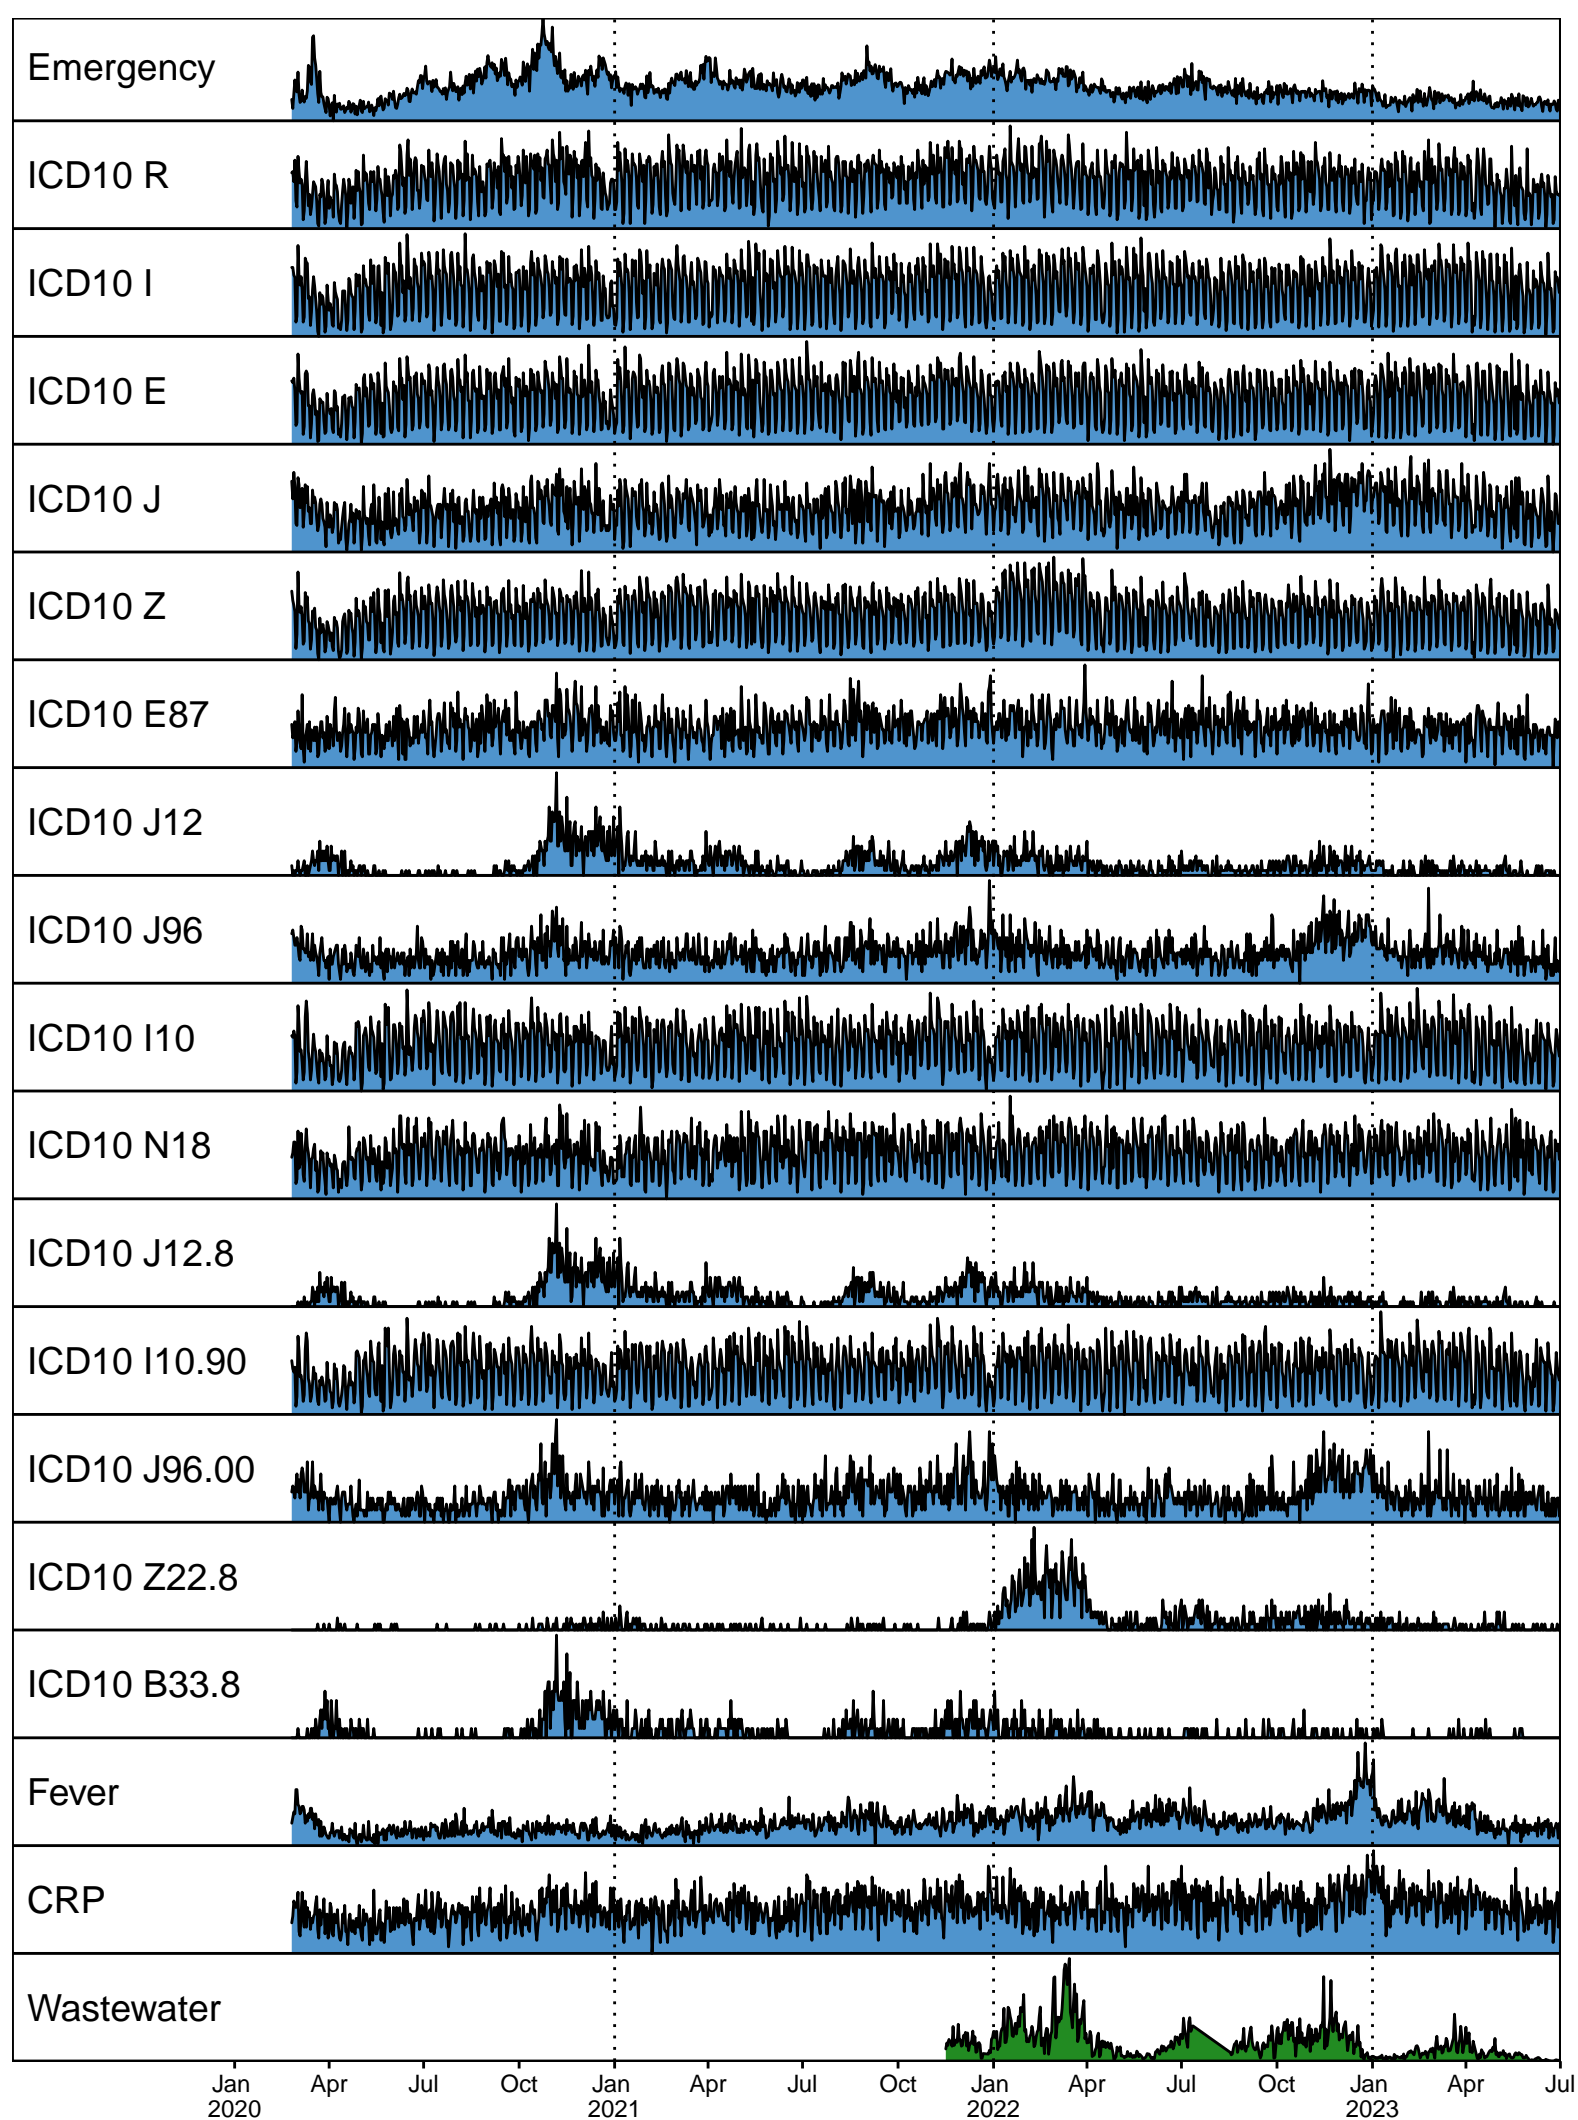 Emergency
ICD10 R
ICD10 I
ICD10 E
ICD10 J
ICD10 Z
ICD10 E87
ICD10 J12
ICD10 J96
ICD10 I10
ICD10 N18
ICD10 J12.8
ICD10 I10.90
ICD10 J96.00
ICD10 Z22.8
ICD10 B33.8
Fever
CRP
Wastewater
Jan Apr Jul Oct Jan Apr Jul Oct Jan Apr Jul Oct Jan Apr Jul
2020 2021 2022 2023